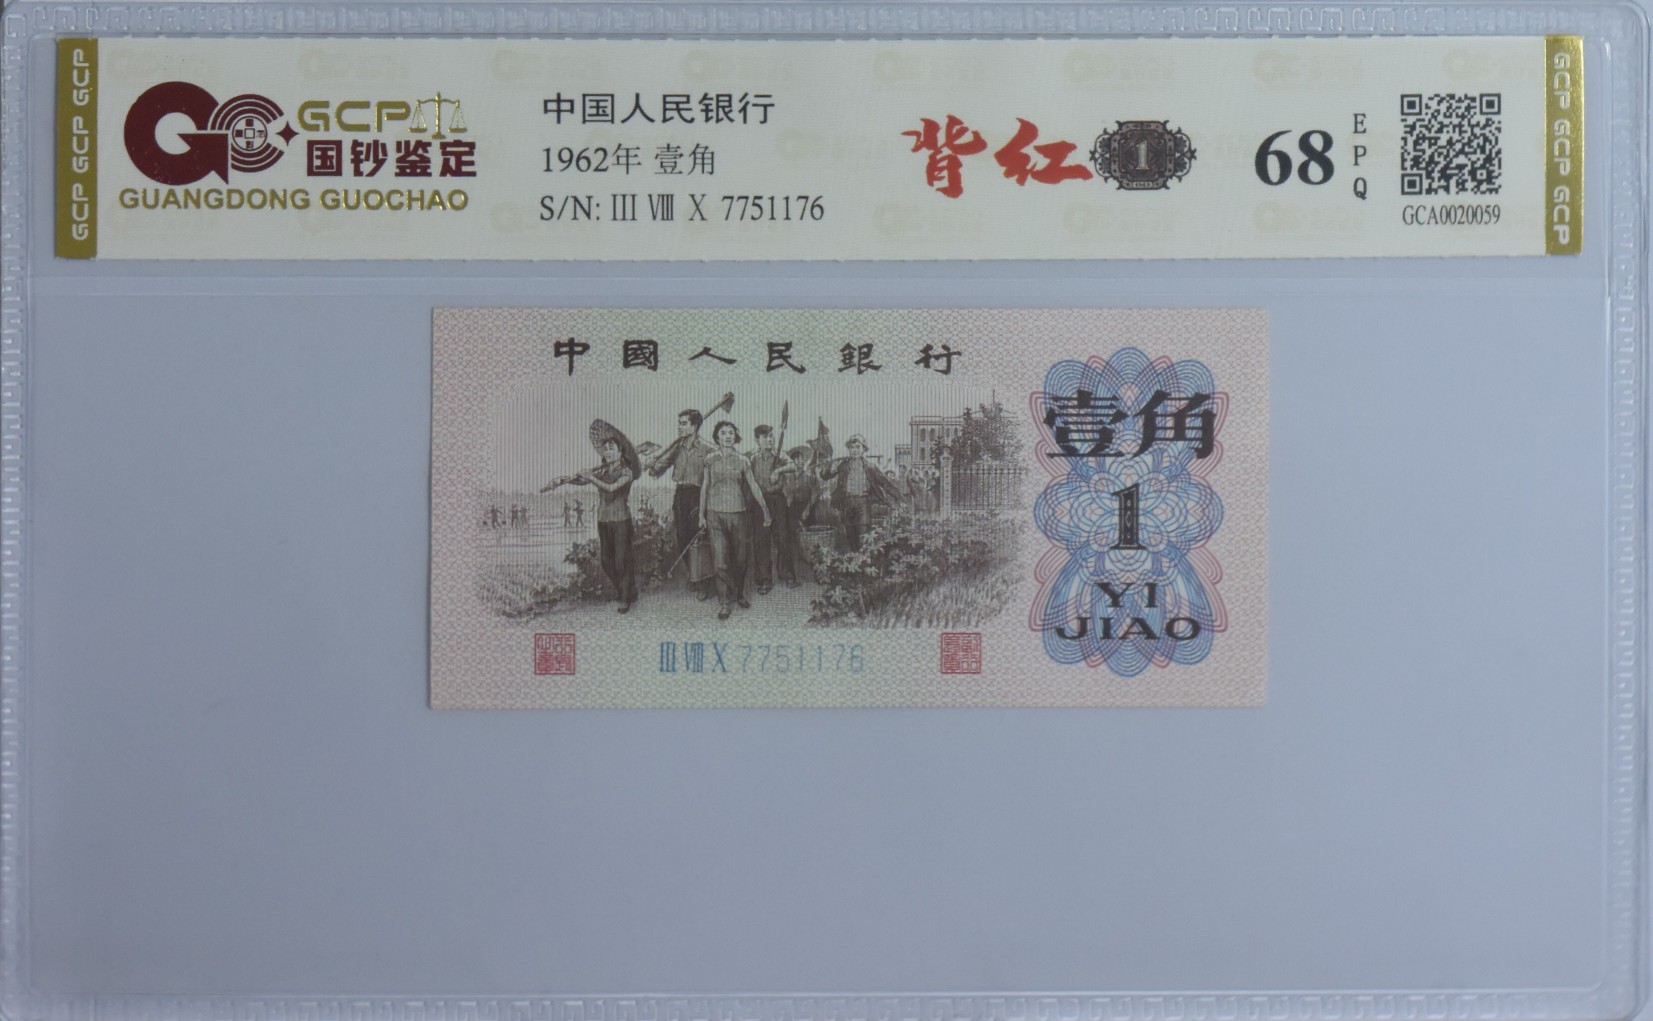 GCP GCP GCP
GCP
国钞鉴定
GUANGDONG GUOCHAO
中国人民银行
1962年 壹角
S/N: III VIII X 7751176
背红
1
68
EPQ
GCA0020059
GCP GCP GCP
中國人民銀行
壹角
1
YI
JIAO
III VIII X 7751176